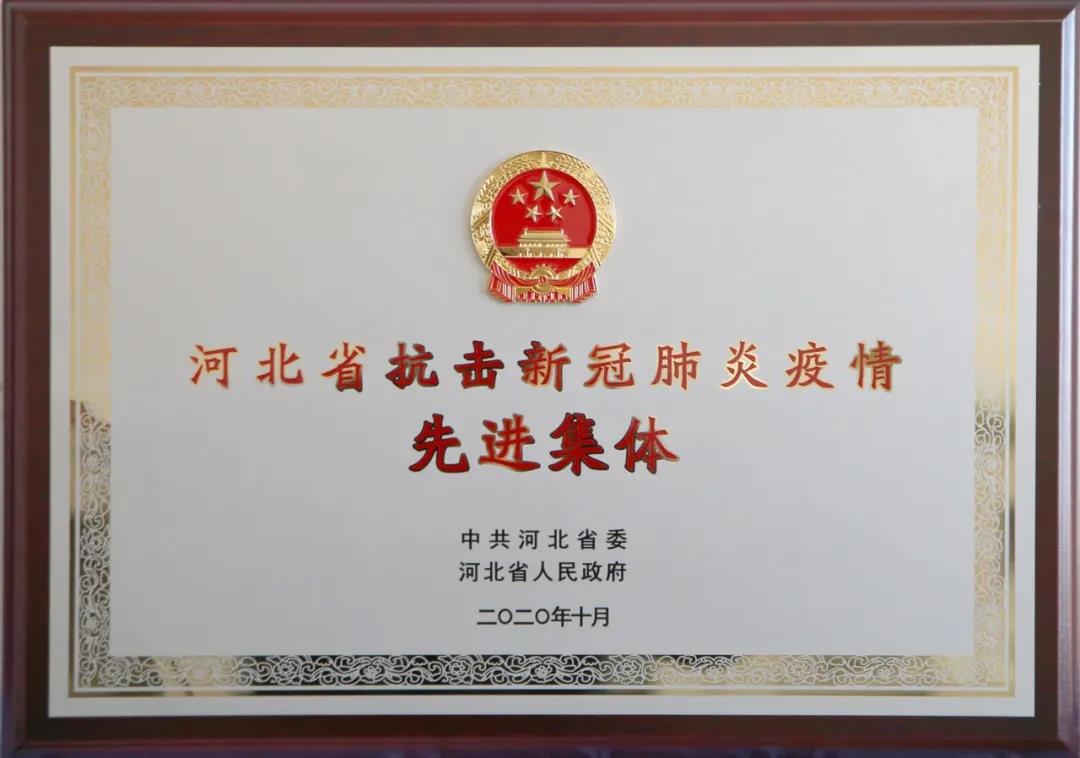 河北省抗击新冠肺炎疫情
先进集体
中共河北省委
河北省人民政府
二〇二〇年十月